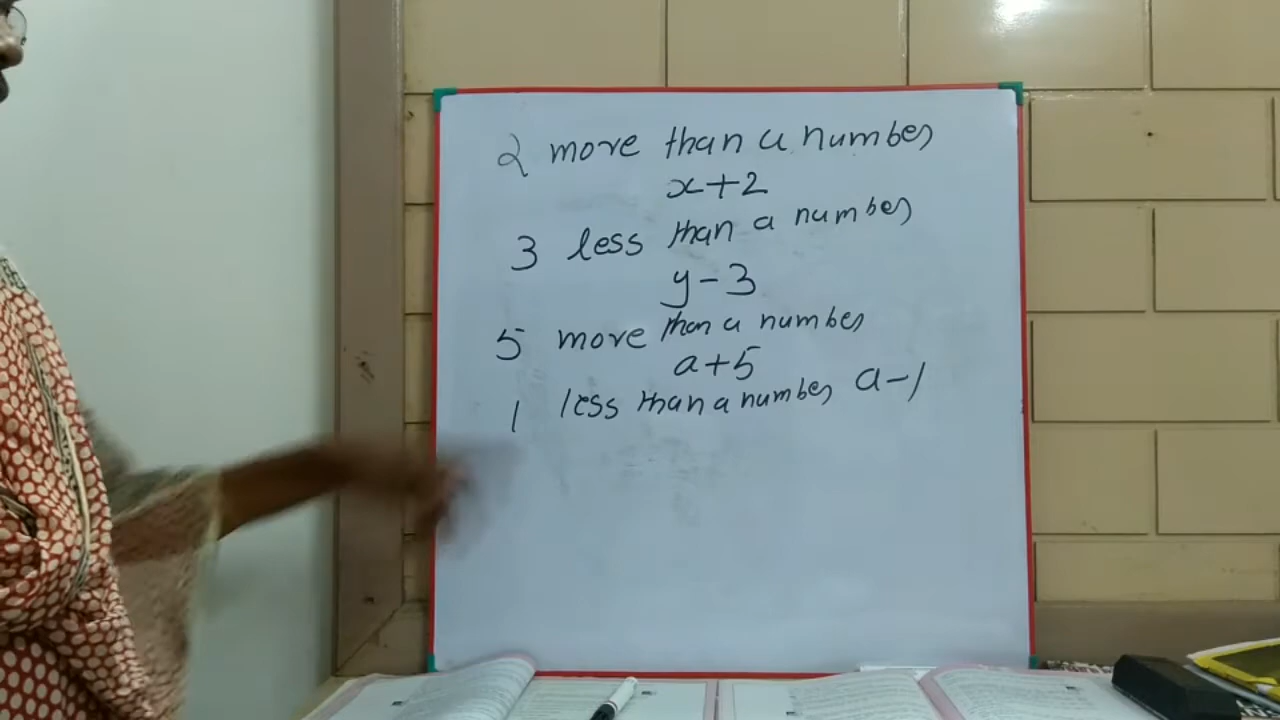 2 more than a number
x+2
3 less than a number
y-3
5 more than a number
a+5
1 less than a number a-1